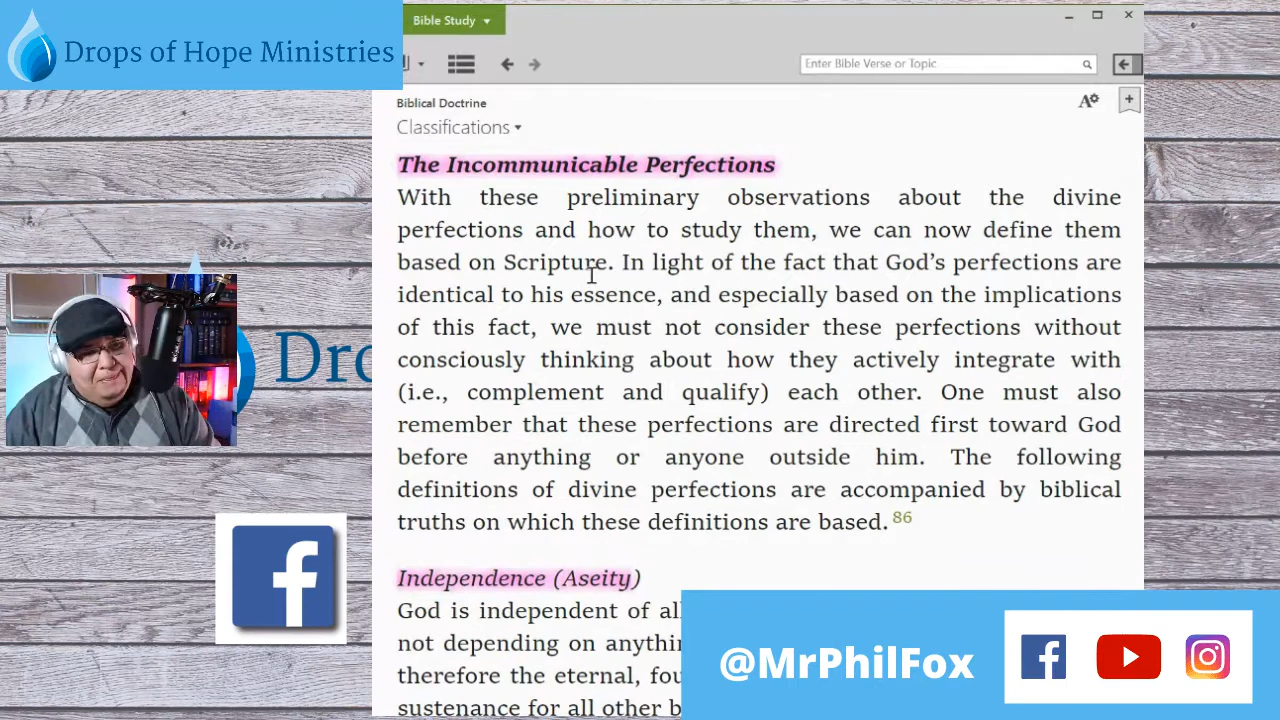 Drops of Hope Ministries
Bible Study
Enter Bible Verse or Topic
Biblical Doctrine
Classifications
The Incommunicable Perfections
With these preliminary observations about the divine
perfections and how to study them, we can now define them
based on Scripture. In light of the fact that God’s perfections are
identical to his essence, and especially based on the implications
of this fact, we must not consider these perfections without
consciously thinking about how they actively integrate with
(i.e., complement and qualify) each other. One must also
remember that these perfections are directed first toward God
before anything or anyone outside him. The following
definitions of divine perfections are accompanied by biblical
truths on which these definitions are based. 86
Independence (Aseity)
God is independent of all
not depending on anythin
therefore the eternal, fou
sustenance for all other b
Dro
@MrPhilFox